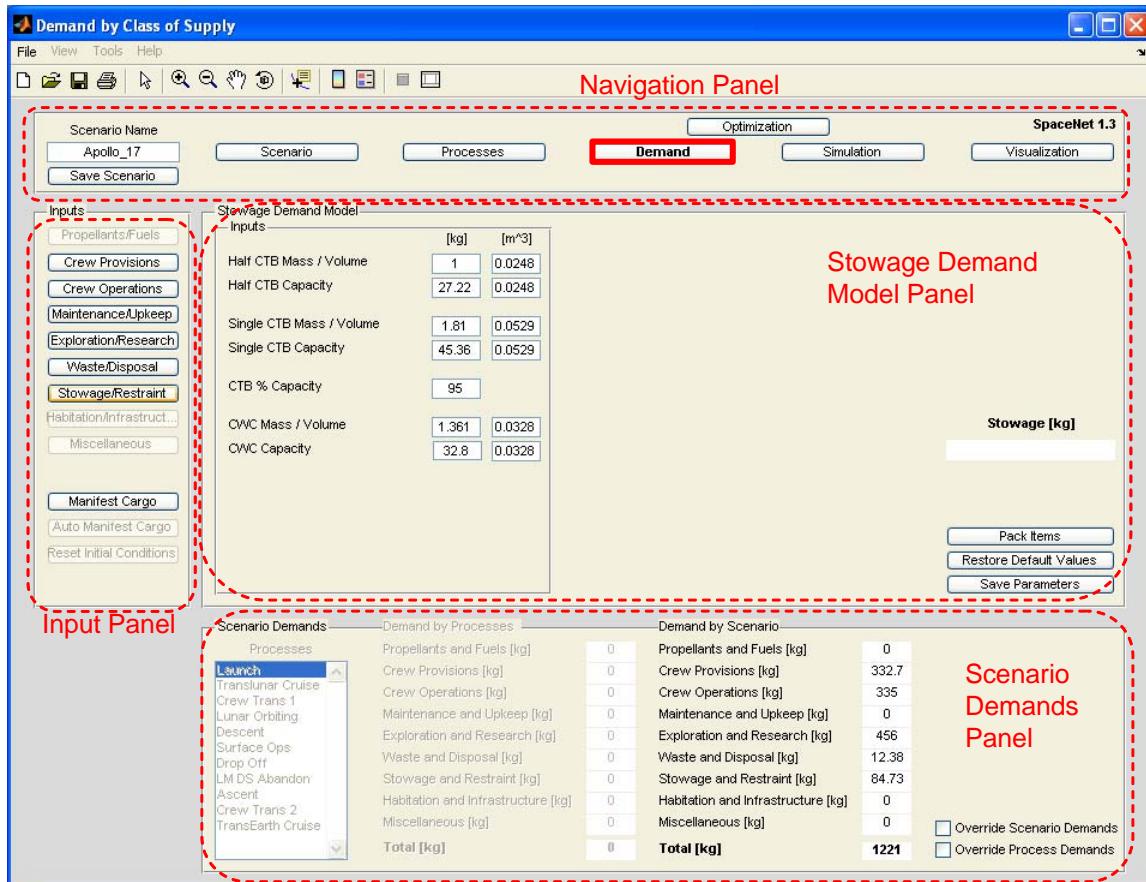 Demand by Class of Supply
File View Tools Help
Navigation Panel
Scenario Name
Optimization
SpaceNet 1.3
Apollo_17
Scenario
Processes
Demand
Simulation
Visualization
Save Scenario
Inputs
Propellants/Fuels
Crew Provisions
Crew Operations
Maintenance/Upkeep
Exploration/Research
Waste/Disposal
Stowage/Restraint
Habitation/Infrastruct...
Miscellaneous
Manifest Cargo
Auto Manifest Cargo
Reset Initial Conditions
Input Panel
Stowage Demand Model
Inputs
[kg] [m^3]
Half CTB Mass / Volume 1 0.0248
Half CTB Capacity 27.22 0.0248
Single CTB Mass / Volume 1.81 0.0529
Single CTB Capacity 45.36 0.0529
CTB % Capacity 95
CWC Mass / Volume 1.361 0.0328
CWC Capacity 32.8 0.0328
Stowage Demand
Model Panel
Stowage [kg]
Pack Items
Restore Default Values
Save Parameters
Scenario Demands
Processes
Launch
Translunar Cruise
Crew Trans 1
Lunar Orbiting
Descent
Surface Ops
Drop Off
LM DS Abandon
Ascent
Crew Trans 2
TransEarth Cruise
Demand by Processes
Propellants and Fuels [kg] 0
Crew Provisions [kg] 0
Crew Operations [kg] 0
Maintenance and Upkeep [kg] 0
Exploration and Research [kg] 0
Waste and Disposal [kg] 0
Stowage and Restraint [kg] 0
Habitation and Infrastructure [kg] 0
Miscellaneous [kg] 0
Total [kg] 0
Demand by Scenario
Propellants and Fuels [kg] 0
Crew Provisions [kg] 332.7
Crew Operations [kg] 335
Maintenance and Upkeep [kg] 0
Exploration and Research [kg] 456
Waste and Disposal [kg] 12.38
Stowage and Restraint [kg] 84.73
Habitation and Infrastructure [kg] 0
Miscellaneous [kg] 0
Total [kg] 1221
Scenario
Demands
Panel
Override Scenario Demands
Override Process Demands